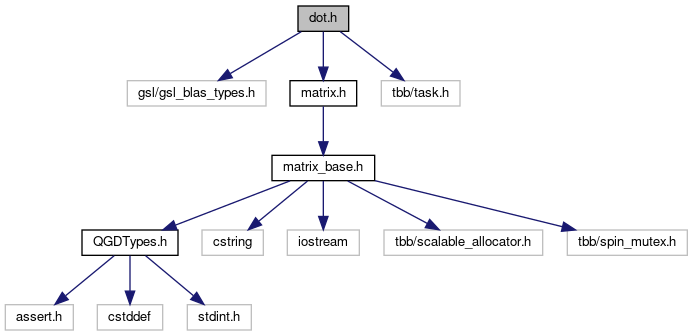 dot.h
gsl/gsl_blas_types.h
matrix.h
tbb/task.h
matrix_base.h
QGDTypes.h
cstring
iostream
tbb/scalable_allocator.h
tbb/spin_mutex.h
assert.h
cstddef
stdint.h